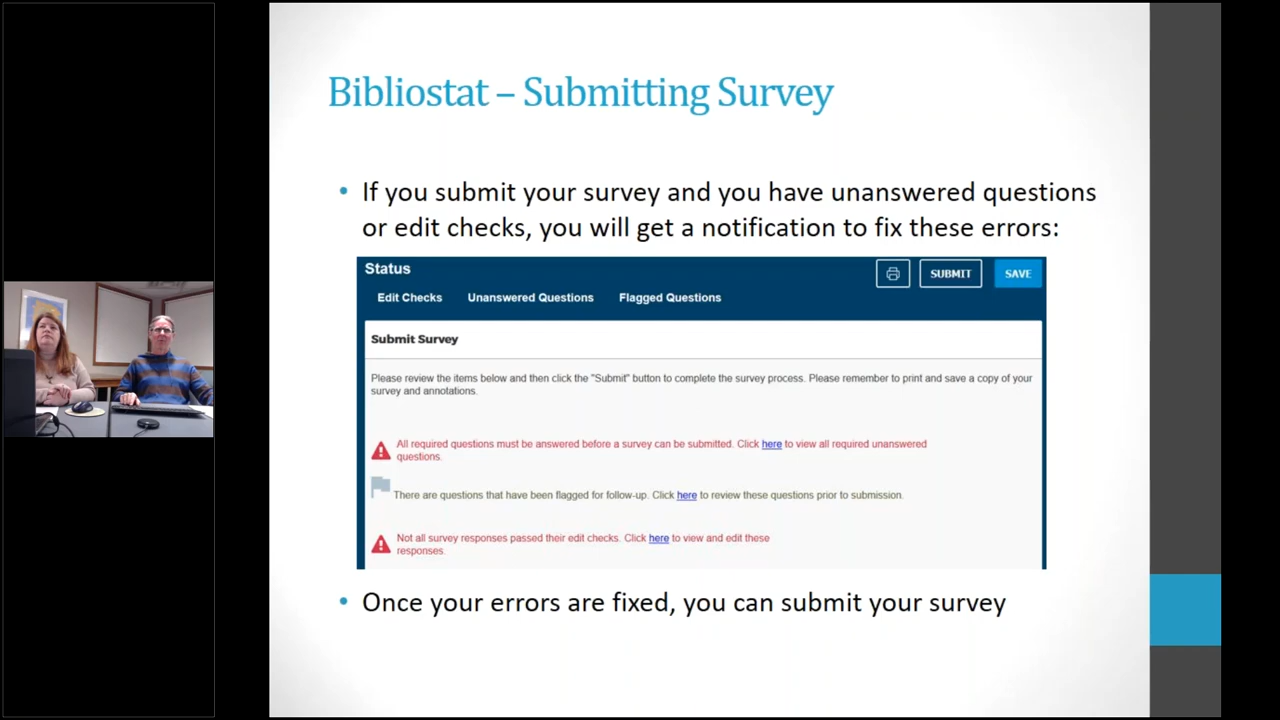 Bibliostat – Submitting Survey
• If you submit your survey and you have unanswered questions
or edit checks, you will get a notification to fix these errors:
Status
SUBMIT SAVE
Edit Checks Unanswered Questions Flagged Questions
Submit Survey
Please review the items below and then click the "Submit" button to complete the survey process. Please remember to print and save a copy of your
survey and annotations.
All required questions must be answered before a survey can be submitted. Click here to view all required unanswered
questions.
There are questions that have been flagged for follow-up. Click here to review these questions prior to submission.
Not all survey responses passed their edit checks. Click here to view and edit these
responses.
• Once your errors are fixed, you can submit your survey